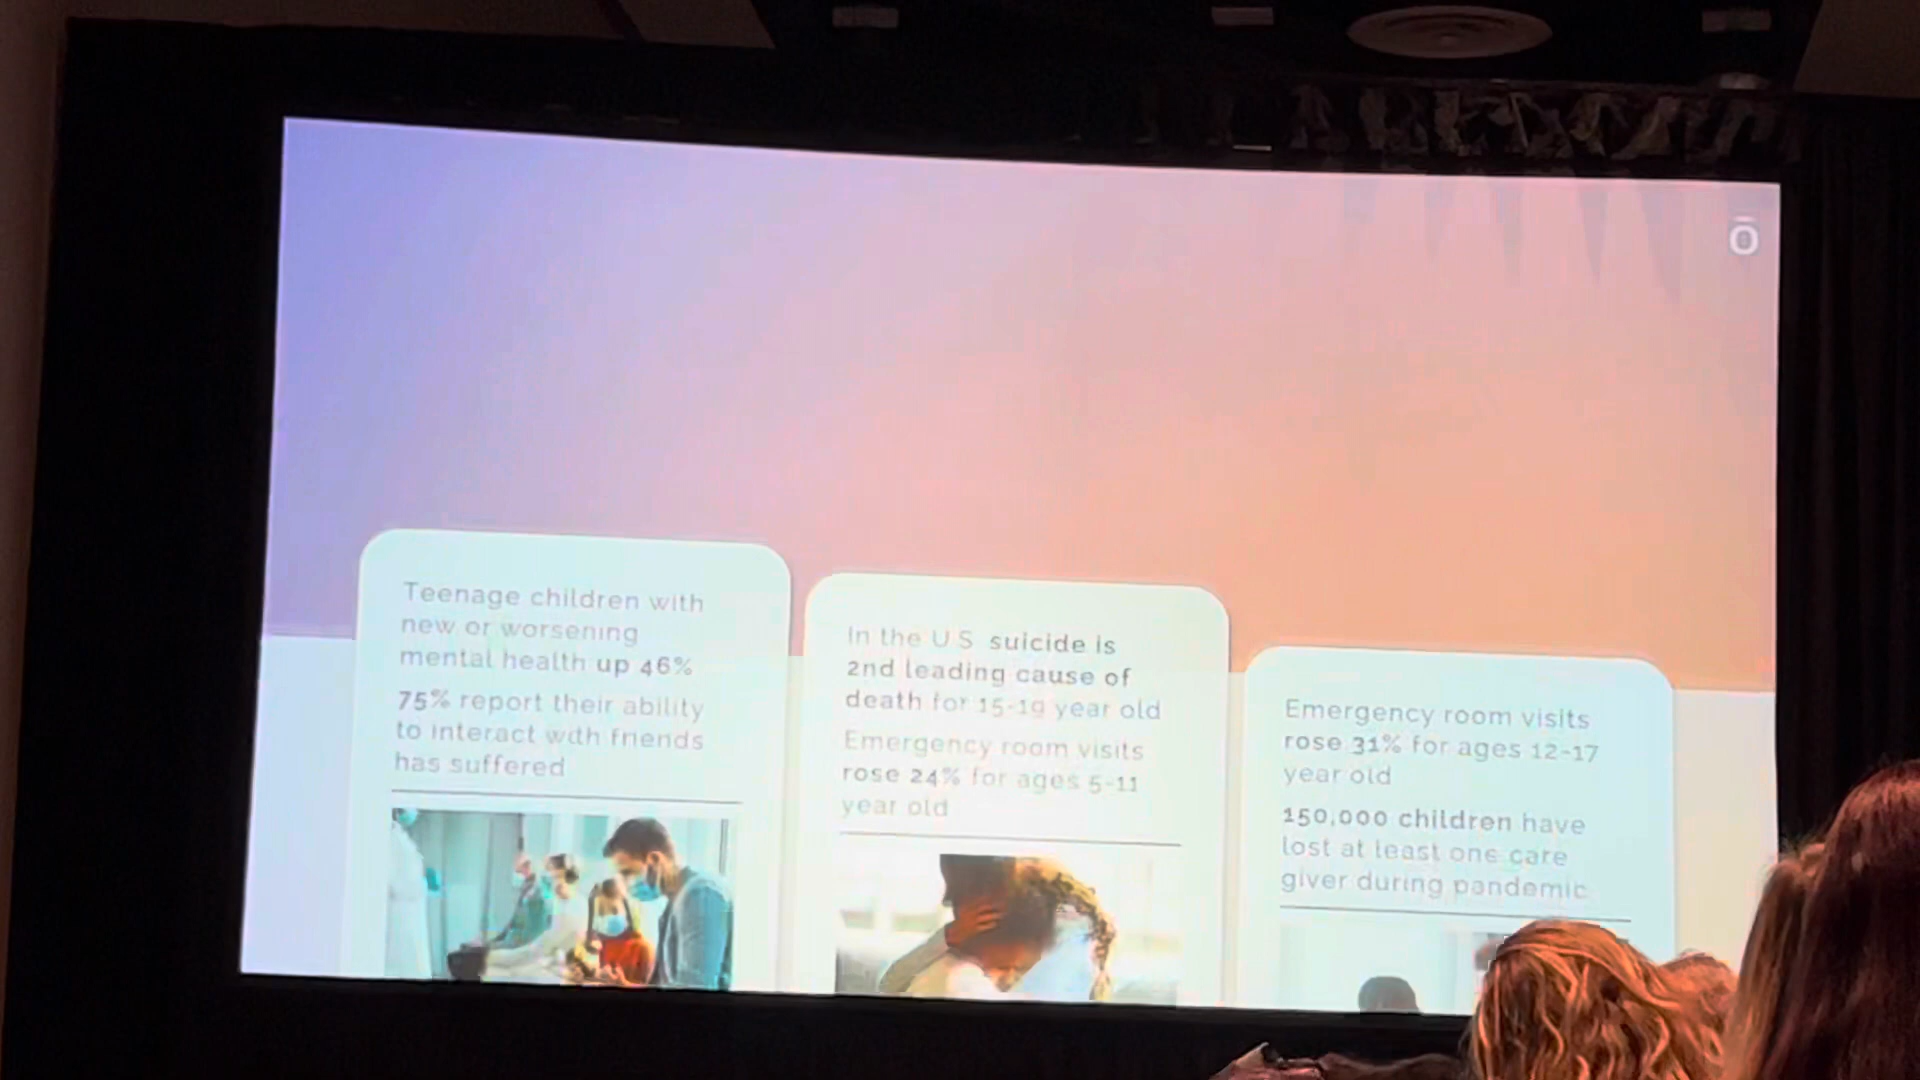 ō
Teenage children with
new or worsening
mental health up 46%
75% report their ability
to interact with friends
has suffered
In the U.S. suicide is
2nd leading cause of
death for 15-19 year old
Emergency room visits
rose 24% for ages 5-11
year old
Emergency room visits
rose 31% for ages 12-17
year old
150,000 children have
lost at least one care
giver during pandemic